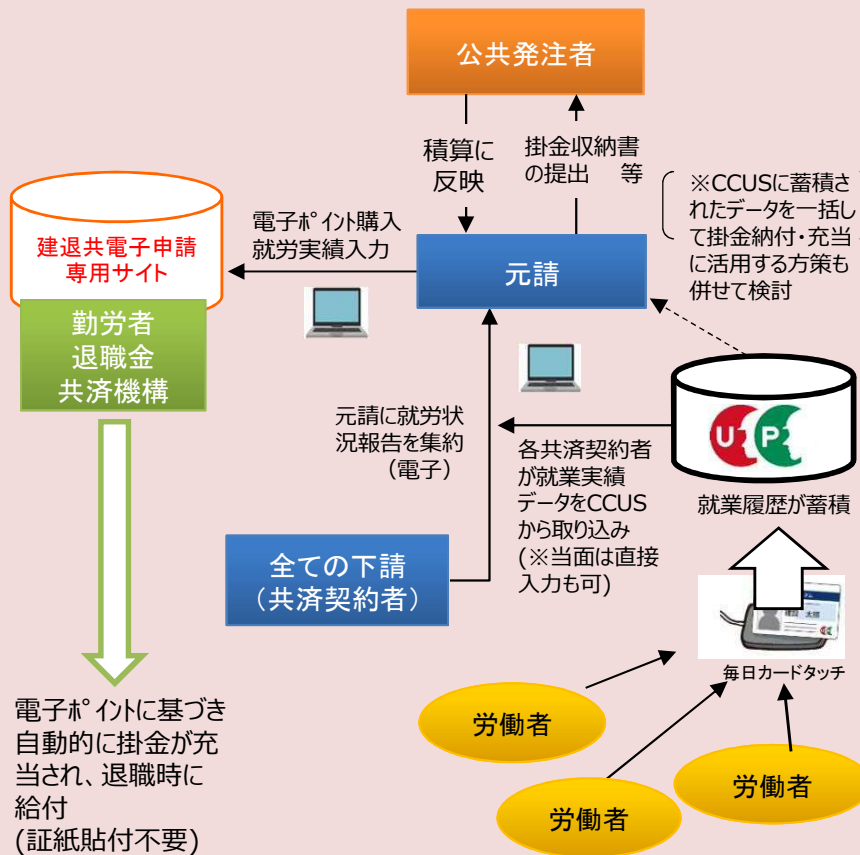 公共発注者
積算に
反映
掛金収納書
の提出　等
※CCUSに蓄積さ
れたデータを一括し
て掛金納付・充当
に活用する方策も
併せて検討
建退共電子申請
専用サイト
電子ポイント購入
就労実績入力
元請
勤労者
退職金
共済機構
元請に就労状
況報告を集約
(電子)
各共済契約者
が就業実績
データをCCUS
から取り込み
(※当面は直接
入力も可)
U P
就業履歴が蓄積
全ての下請
(共済契約者)
毎日カードタッチ
労働者
労働者
労働者
電子ポイントに基づき
自動的に掛金が充
当され、退職時に
給付
(証紙貼付不要)